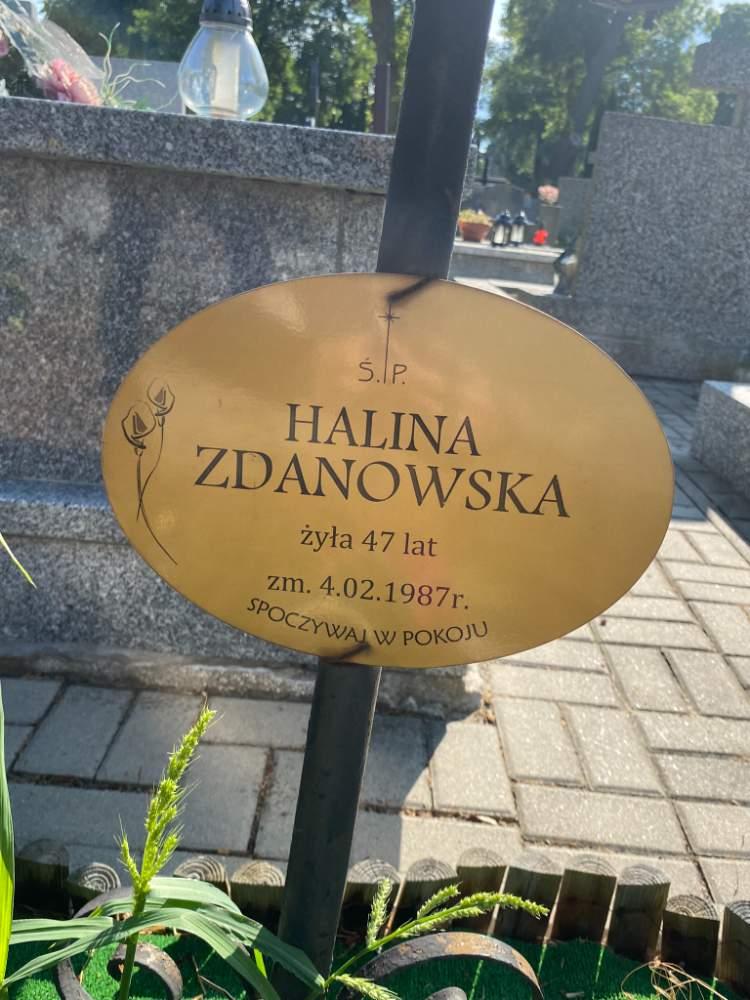 Ś. P.
HALINA
ZDANOWSKA
żyła 47 lat
zm. 4.02.1987r.
SPOCZYWAJ W POKOJU